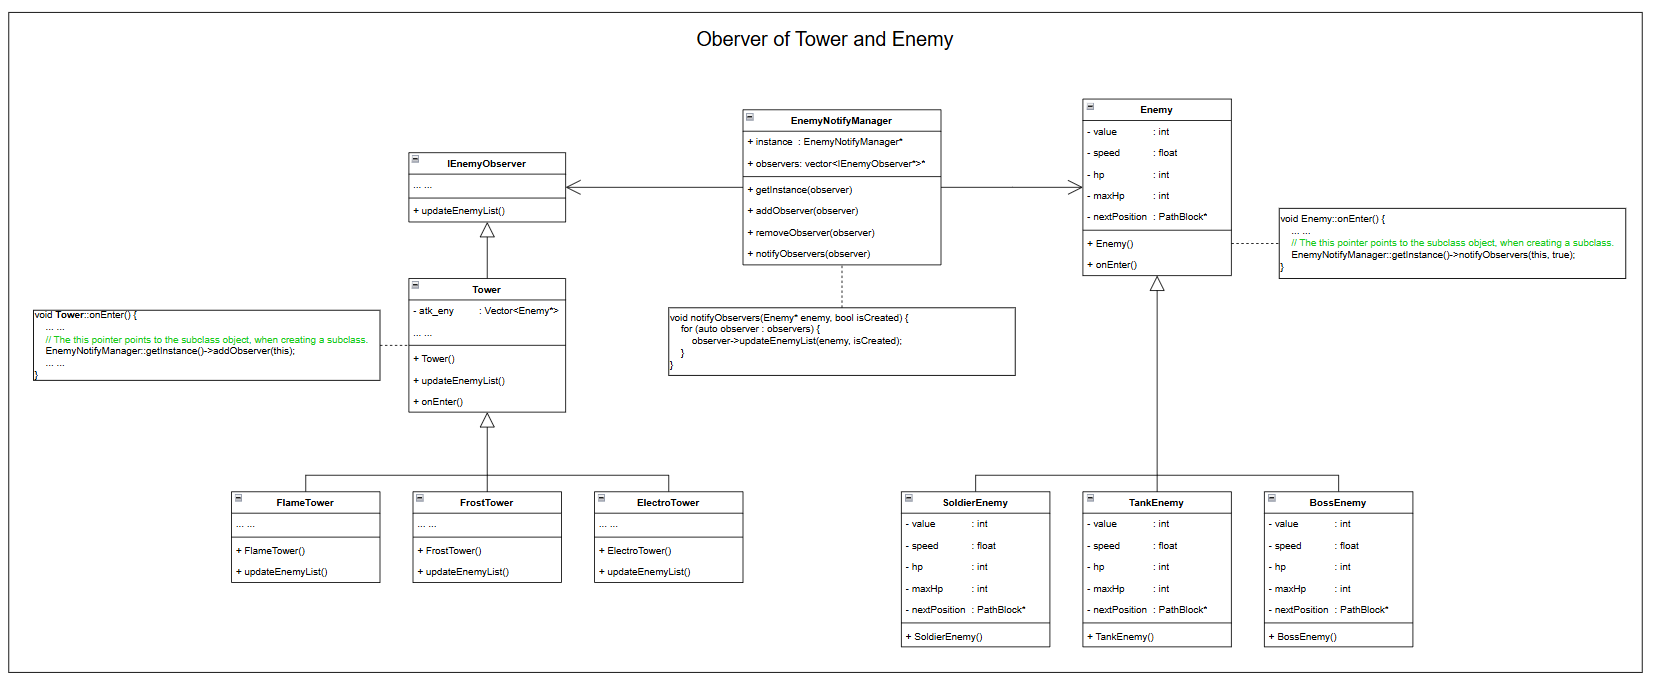 Oberver of Tower and Enemy
EnemyNotifyManager
+ instance : EnemyNotifyManager*
+ observers: vector<IEnemyObserver*>*
+ getInstance(observer)
+ addObserver(observer)
+ removeObserver(observer)
+ notifyObservers(observer)
Enemy
- value : int
- speed : float
- hp : int
- maxHp : int
- nextPosition : PathBlock*
+ Enemy()
+ onEnter()
IEnemyObserver
... ...
+ updateEnemyList()
void Enemy::onEnter() {
... ...
// The this pointer points to the subclass object, when creating a subclass.
EnemyNotifyManager::getInstance()->notifyObservers(this, true);
}
Tower
- atk_eny : Vector<Enemy*>
... ...
+ Tower()
+ updateEnemyList()
+ onEnter()
void Tower::onEnter() {
... ...
// The this pointer points to the subclass object, when creating a subclass.
EnemyNotifyManager::getInstance()->addObserver(this);
... ...
}
void notifyObservers(Enemy* enemy, bool isCreated) {
for (auto observer : observers) {
observer->updateEnemyList(enemy, isCreated);
}
}
FlameTower
... ...
+ FlameTower()
+ updateEnemyList()
FrostTower
... ...
+ FrostTower()
+ updateEnemyList()
ElectroTower
... ...
+ ElectroTower()
+ updateEnemyList()
SoldierEnemy
- value : int
- speed : float
- hp : int
- maxHp : int
- nextPosition : PathBlock*
+ SoldierEnemy()
TankEnemy
- value : int
- speed : float
- hp : int
- maxHp : int
- nextPosition : PathBlock*
+ TankEnemy()
BossEnemy
- value : int
- speed : float
- hp : int
- maxHp : int
- nextPosition : PathBlock*
+ BossEnemy()